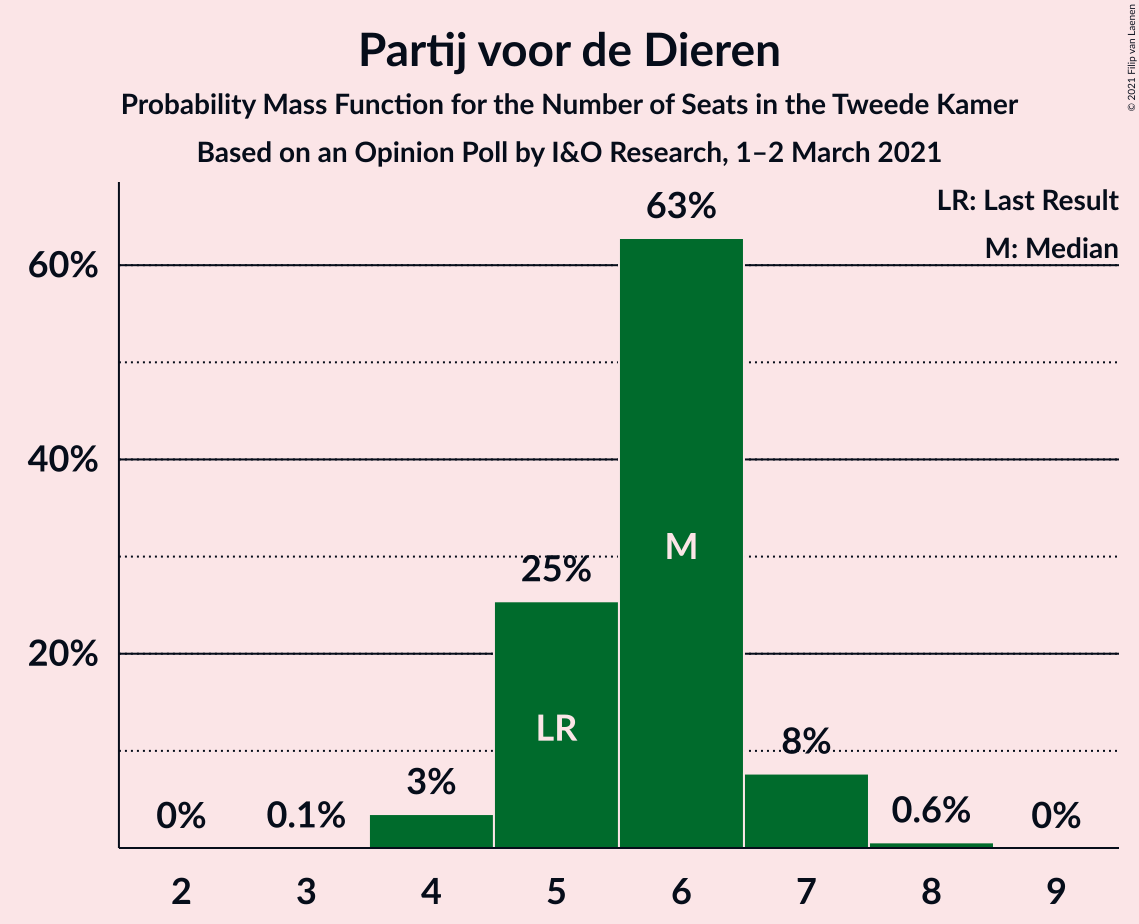 Partij voor de Dieren
Probability Mass Function for the Number of Seats in the Tweede Kamer
Based on an Opinion Poll by I&O Research, 1–2 March 2021
© 2021 Filip van Laenen
LR: Last Result
M: Median
60%
40%
20%
0%
0.1%
3%
25%
63%
8%
0.6%
0%
LR
M
2 3 4 5 6 7 8 9